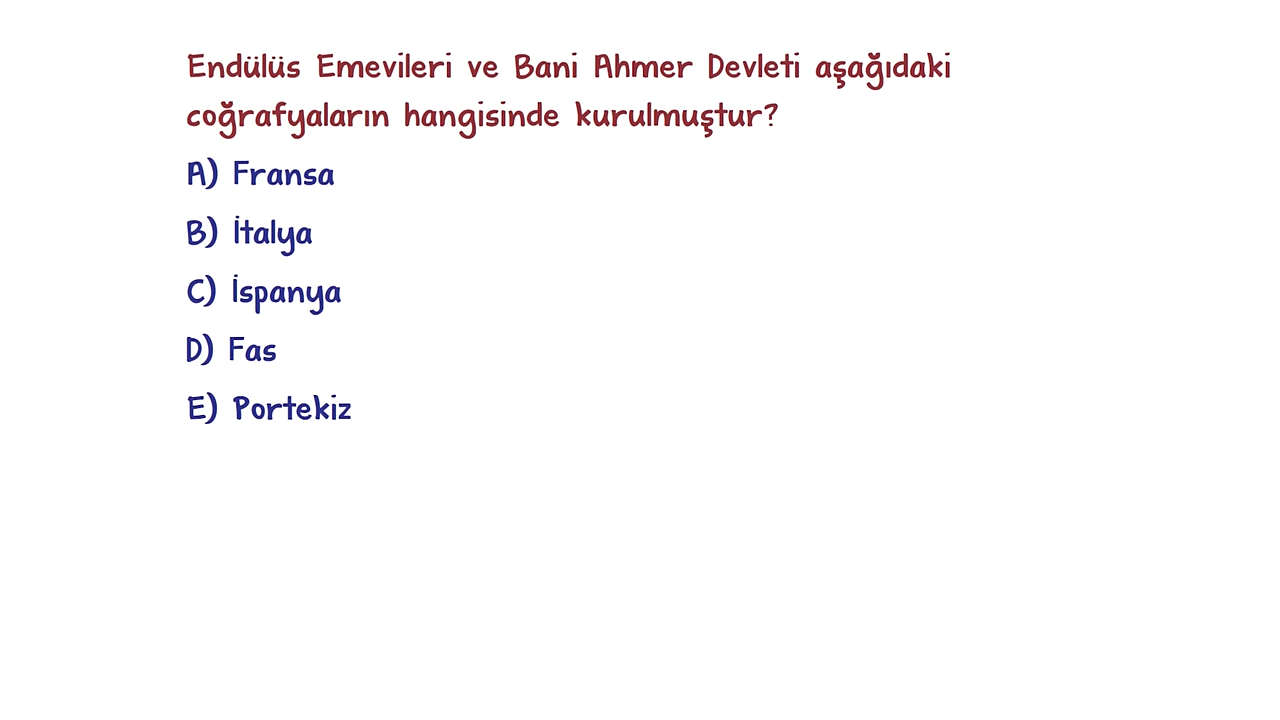 Endülüs Emevileri ve Bani Ahmer Devleti aşağıdaki
coğrafyaların hangisinde kurulmuştur?
A) Fransa
B) İtalya
C) İspanya
D) Fas
E) Portekiz